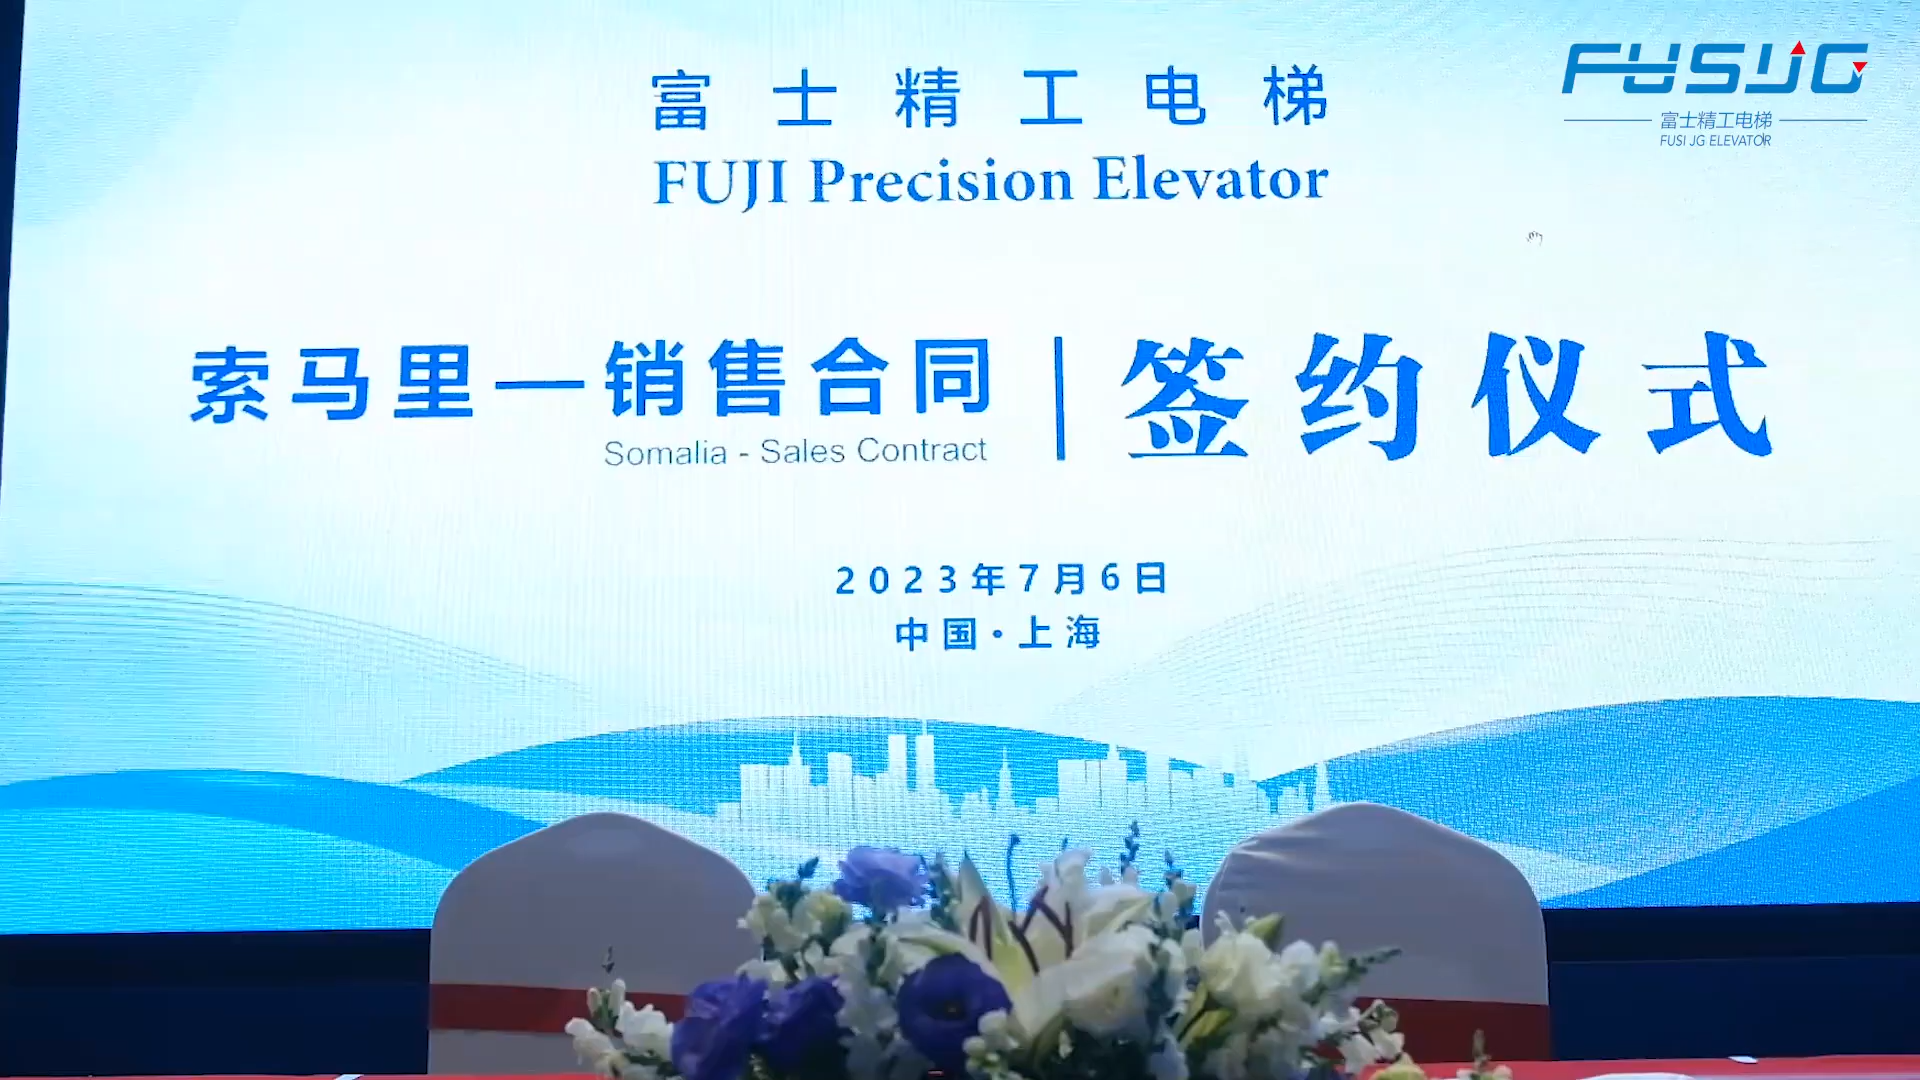 富士精工电梯
FUJI Precision Elevator
FUSIJG
富士精工电梯
FUSI JG ELEVATOR
索马里—销售合同 | 签约仪式
Somalia - Sales Contract
2023年7月6日
中国·上海